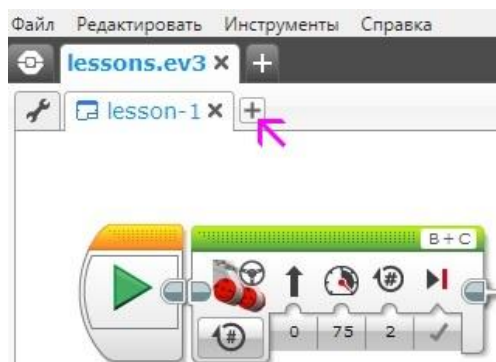 Файл Редактировать Инструменты Справка
lessons.ev3
lesson-1
B+C
#
# 0 75 2